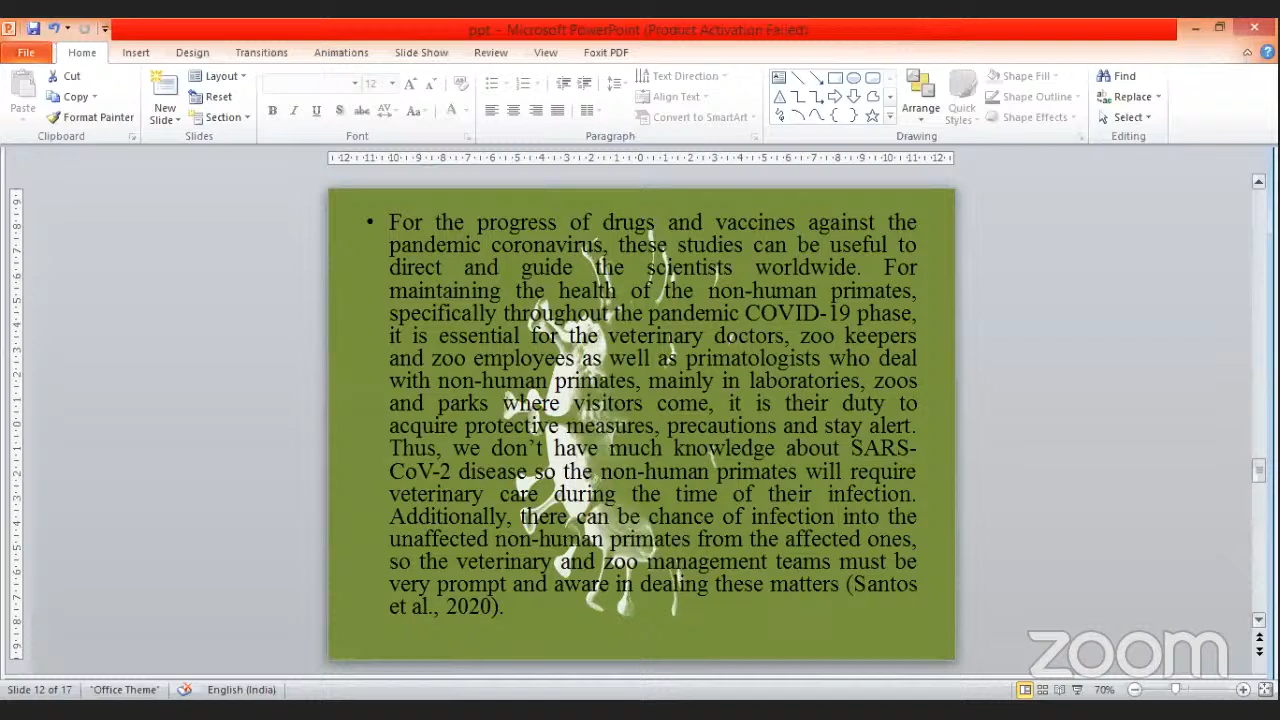 ppt - Microsoft PowerPoint (Product Activation Failed)
File Home Insert Design Transitions Animations Slide Show Review View Foxit PDF
Paste
Cut
Copy
Format Painter
Clipboard
New Slide
Layout
Reset
Section
Slides
12
Font
Text Direction
Align Text
Convert to SmartArt
Paragraph
Arrange
Quick Styles
Shape Fill
Shape Outline
Shape Effects
Drawing
Find
Replace
Select
Editing
• For the progress of drugs and vaccines against the
pandemic coronavirus, these studies can be useful to
direct and guide the scientists worldwide. For
maintaining the health of the non-human primates,
specifically throughout the pandemic COVID-19 phase,
it is essential for the veterinary doctors, zoo keepers
and zoo employees as well as primatologists who deal
with non-human primates, mainly in laboratories, zoos
and parks where visitors come, it is their duty to
acquire protective measures, precautions and stay alert.
Thus, we don’t have much knowledge about SARS-
CoV-2 disease so the non-human primates will require
veterinary care during the time of their infection.
Additionally, there can be chance of infection into the
unaffected non-human primates from the affected ones,
so the veterinary and zoo management teams must be
very prompt and aware in dealing these matters (Santos
et al., 2020).
zoom
Slide 12 of 17 "Office Theme" English (India) 70%